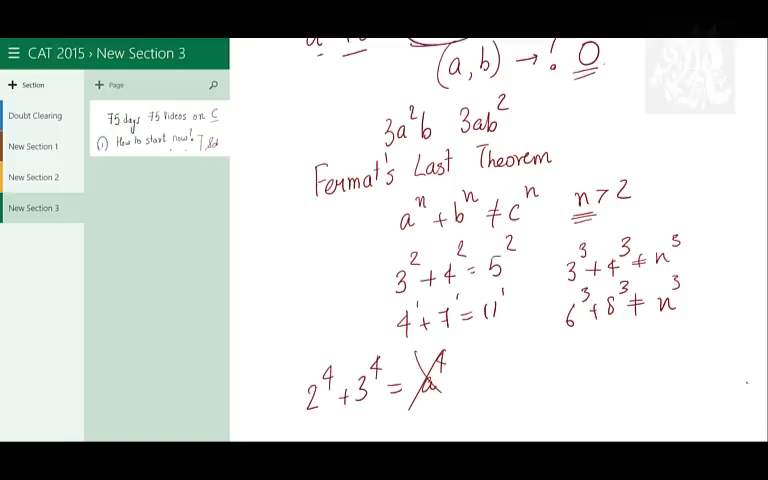 ☰ CAT 2015 › New Section 3
+ Section
+ Page
Doubt Clearing
New Section 1
New Section 2
New Section 3
75 days 75 Videos on C
(1) How to start now?
(a, b) → ! 0
3a²b 3ab²
Fermat's Last Theorem
aⁿ + bⁿ ≠ cⁿ n > 2
3² + 4² = 5² 3³ + 4³ ≠ n³
4¹ + 7¹ = 11¹ 6³ + 8³ ≠ n³
2⁴ + 3⁴ = a⁴